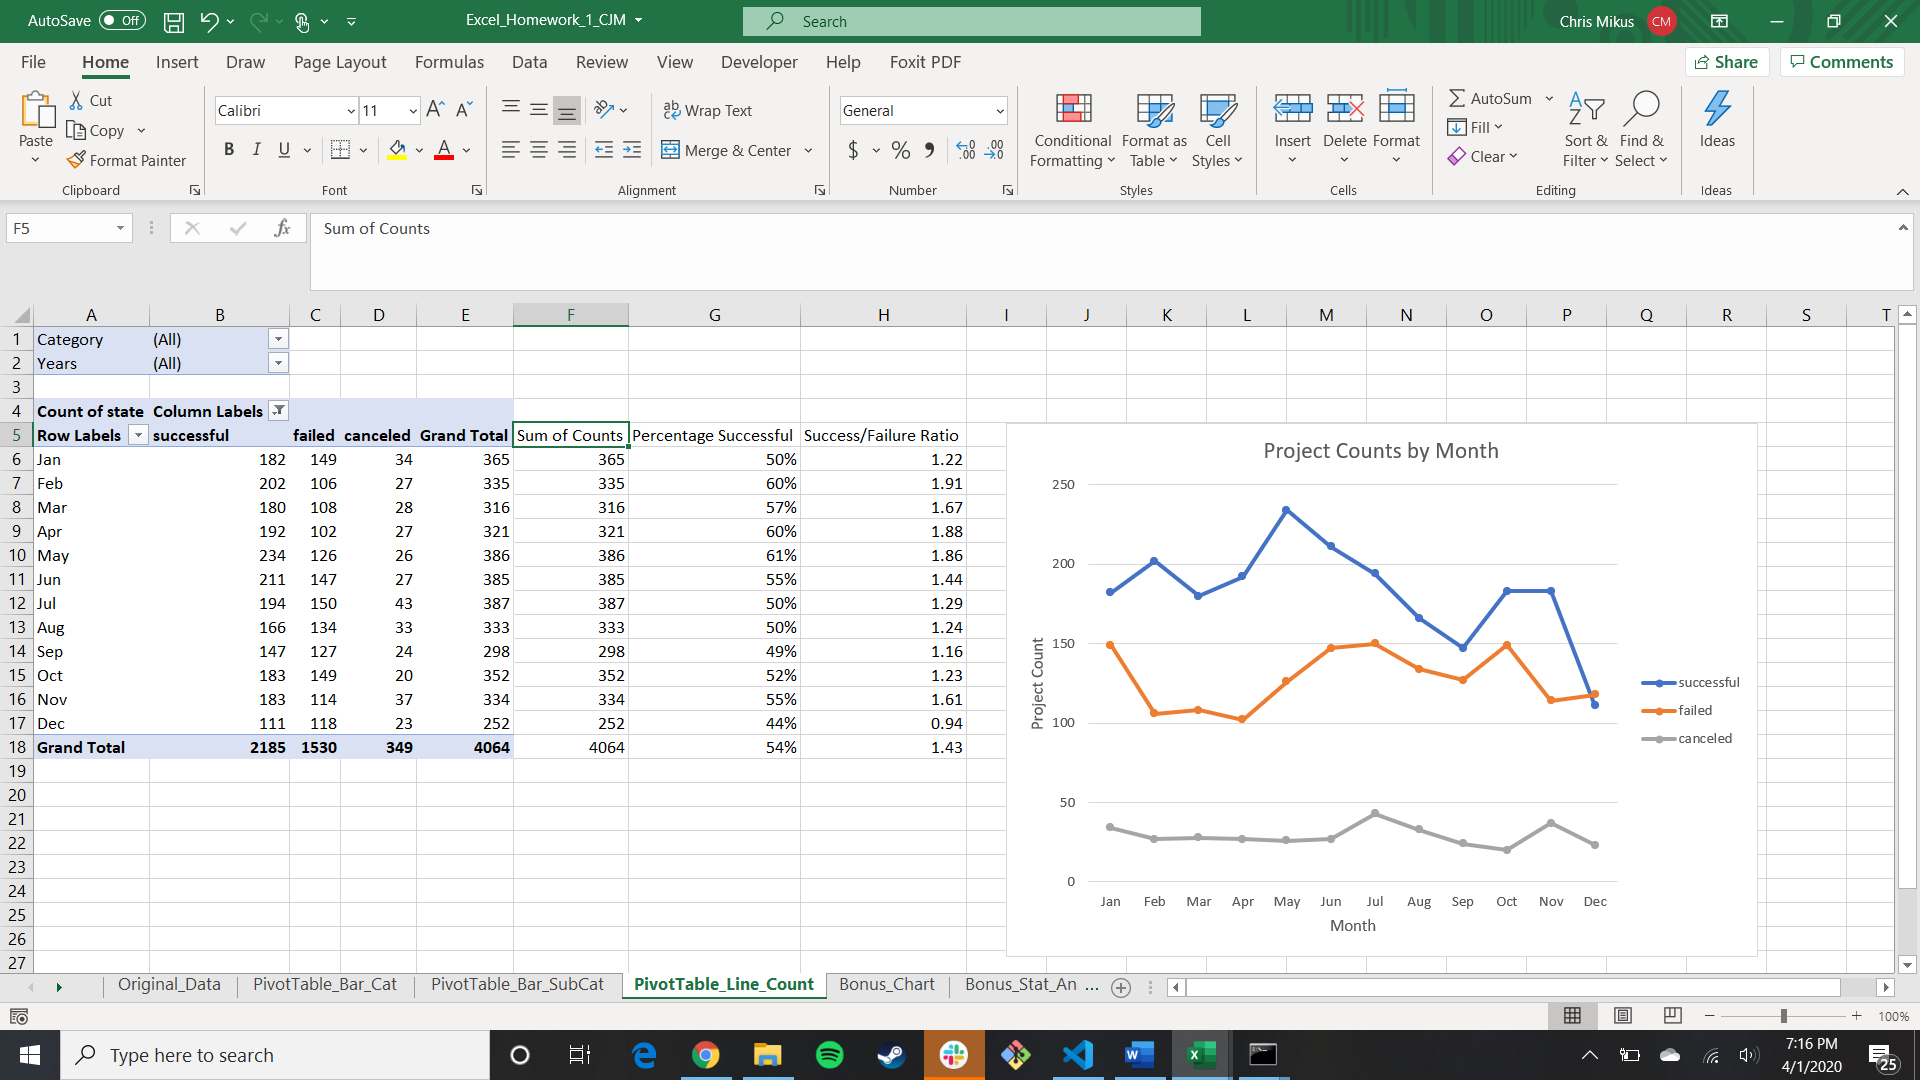 AutoSave Off Excel_Homework_1_CJM Search Chris Mikus CM
File Home Insert Draw Page Layout Formulas Data Review View Developer Help Foxit PDF Share Comments
Paste Cut Copy Format Painter
Clipboard
Calibri 11 A A
B I U A
Font
Wrap Text
Merge & Center
Alignment
General
$ % 9 .00 .00
Number
Conditional Formatting Format as Table Cell Styles
Styles
Insert Delete Format
Cells
AutoSum Fill Clear Sort & Filter Find & Select
Editing
Ideas
Ideas
F5 fx Sum of Counts
A B C D E F G H I J K L M N O P Q R S T
1 Category (All)
2 Years (All)
3
4 Count of state Column Labels
5 Row Labels successful failed canceled Grand Total Sum of Counts Percentage Successful Success/Failure Ratio
6 Jan 182 149 34 365 365 50% 1.22
7 Feb 202 106 27 335 335 60% 1.91
8 Mar 180 108 28 316 316 57% 1.67
9 Apr 192 102 27 321 321 60% 1.88
10 May 234 126 26 386 386 61% 1.86
11 Jun 211 147 27 385 385 55% 1.44
12 Jul 194 150 43 387 387 50% 1.29
13 Aug 166 134 33 333 333 50% 1.24
14 Sep 147 127 24 298 298 49% 1.16
15 Oct 183 149 20 352 352 52% 1.23
16 Nov 183 114 37 334 334 55% 1.61
17 Dec 111 118 23 252 252 44% 0.94
18 Grand Total 2185 1530 349 4064 4064 54% 1.43
19
20
21
22
23
24
25
26
27
Project Counts by Month
250
200
150
100
50
0
Project Count
Jan Feb Mar Apr May Jun Jul Aug Sep Oct Nov Dec
Month
successful
failed
canceled
Original_Data PivotTable_Bar_Cat PivotTable_Bar_SubCat PivotTable_Line_Count Bonus_Chart Bonus_Stat_An ...
100%
Type here to search
7:16 PM
4/1/2020
25